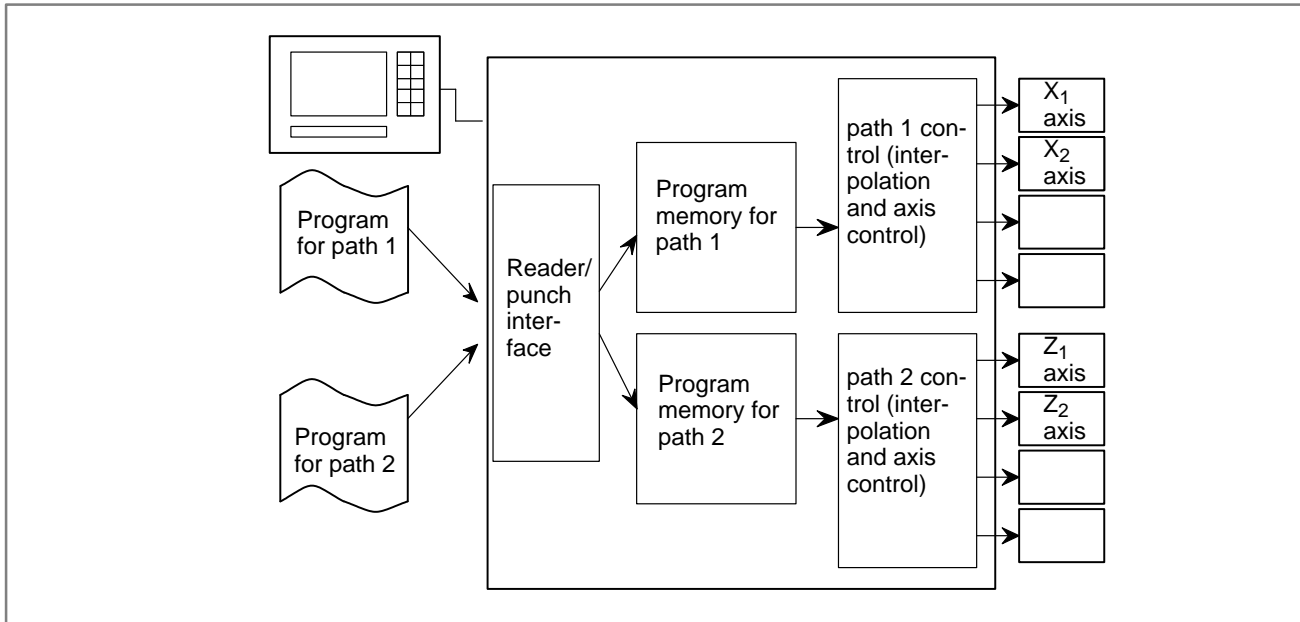 Program
for path 1
Program
for path 2
Reader/
punch
inter-
face
Program
memory for
path 1
Program
memory for
path 2
path 1 con-
trol (inter-
polation
and axis
control)
path 2 con-
trol (inter-
polation
and axis
control)
X1
axis
X2
axis
Z1
axis
Z2
axis